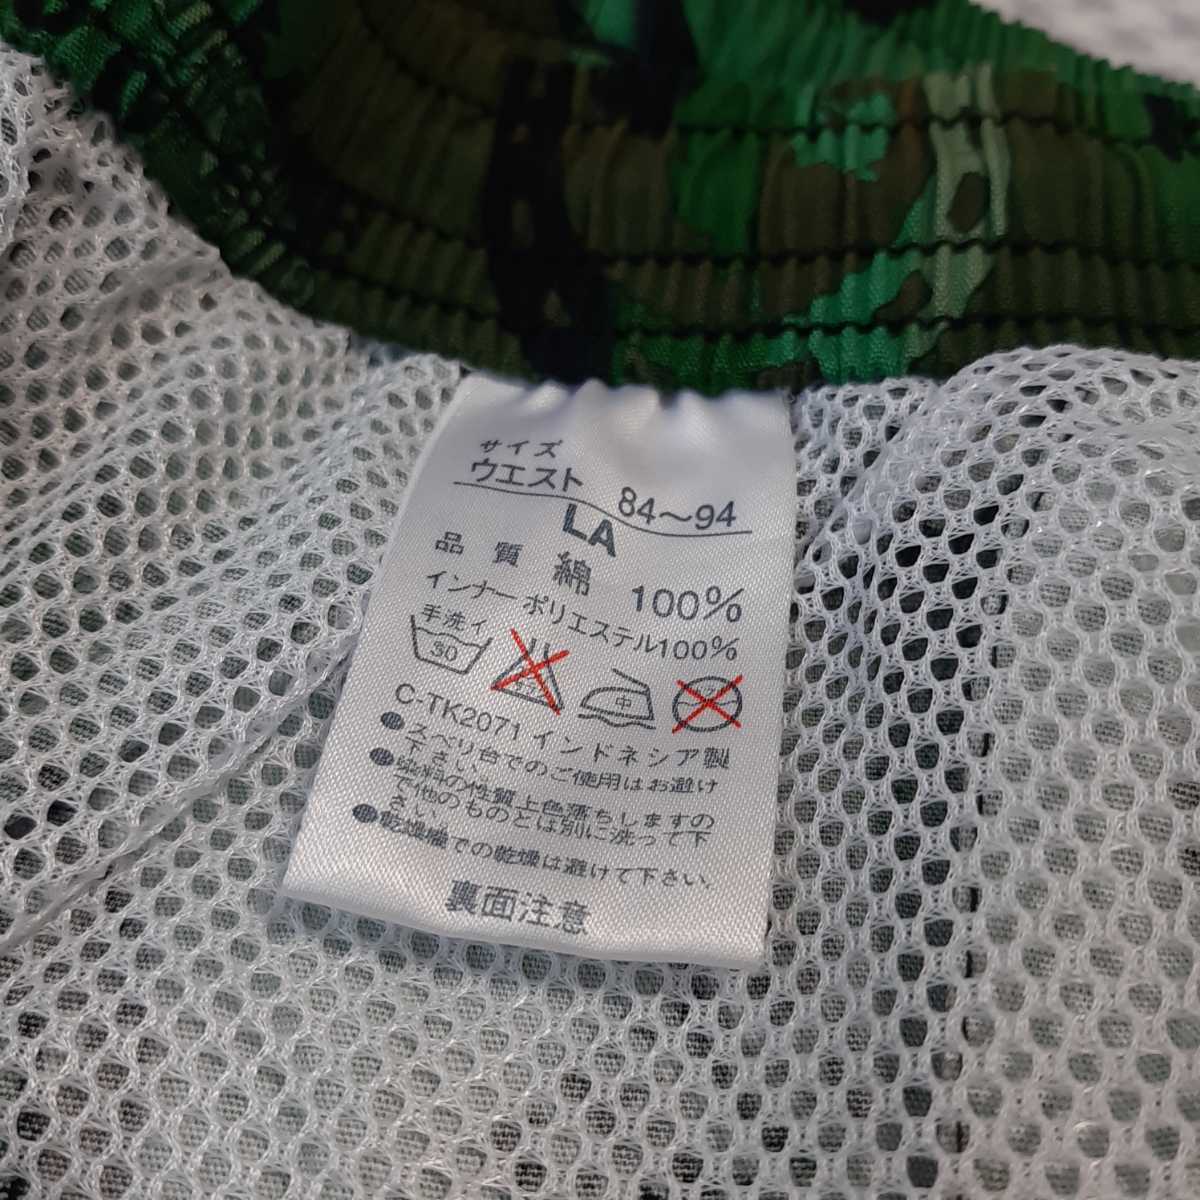 サイズ
ウエスト 84～94
LA
品質 綿 100%
インナー ポリエステル100%
手洗イ
30
中
C-TK2071 インドネシア製
●スベり台でのご使用はお避け
下さい。
●染料の性質上色落ちしますの
で他のものとは別に洗って下
さい。
●乾燥機での乾燥は避けて下さい。
裏面注意